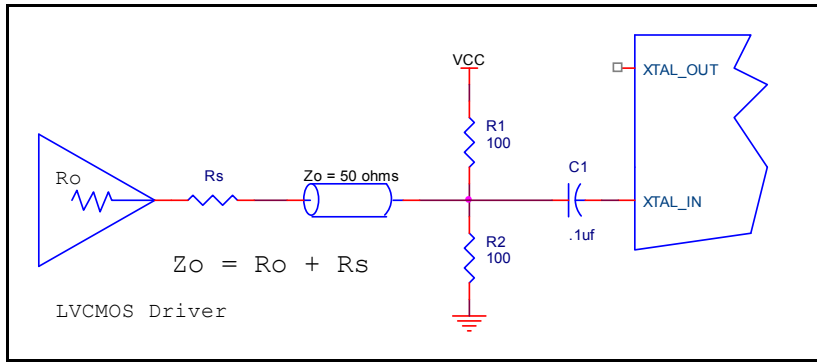 VCC
XTAL_OUT
R1
100
Ro
Rs
Zo = 50 ohms
C1
XTAL_IN
.1uf
R2
100
Zo = Ro + Rs
LVCMOS Driver